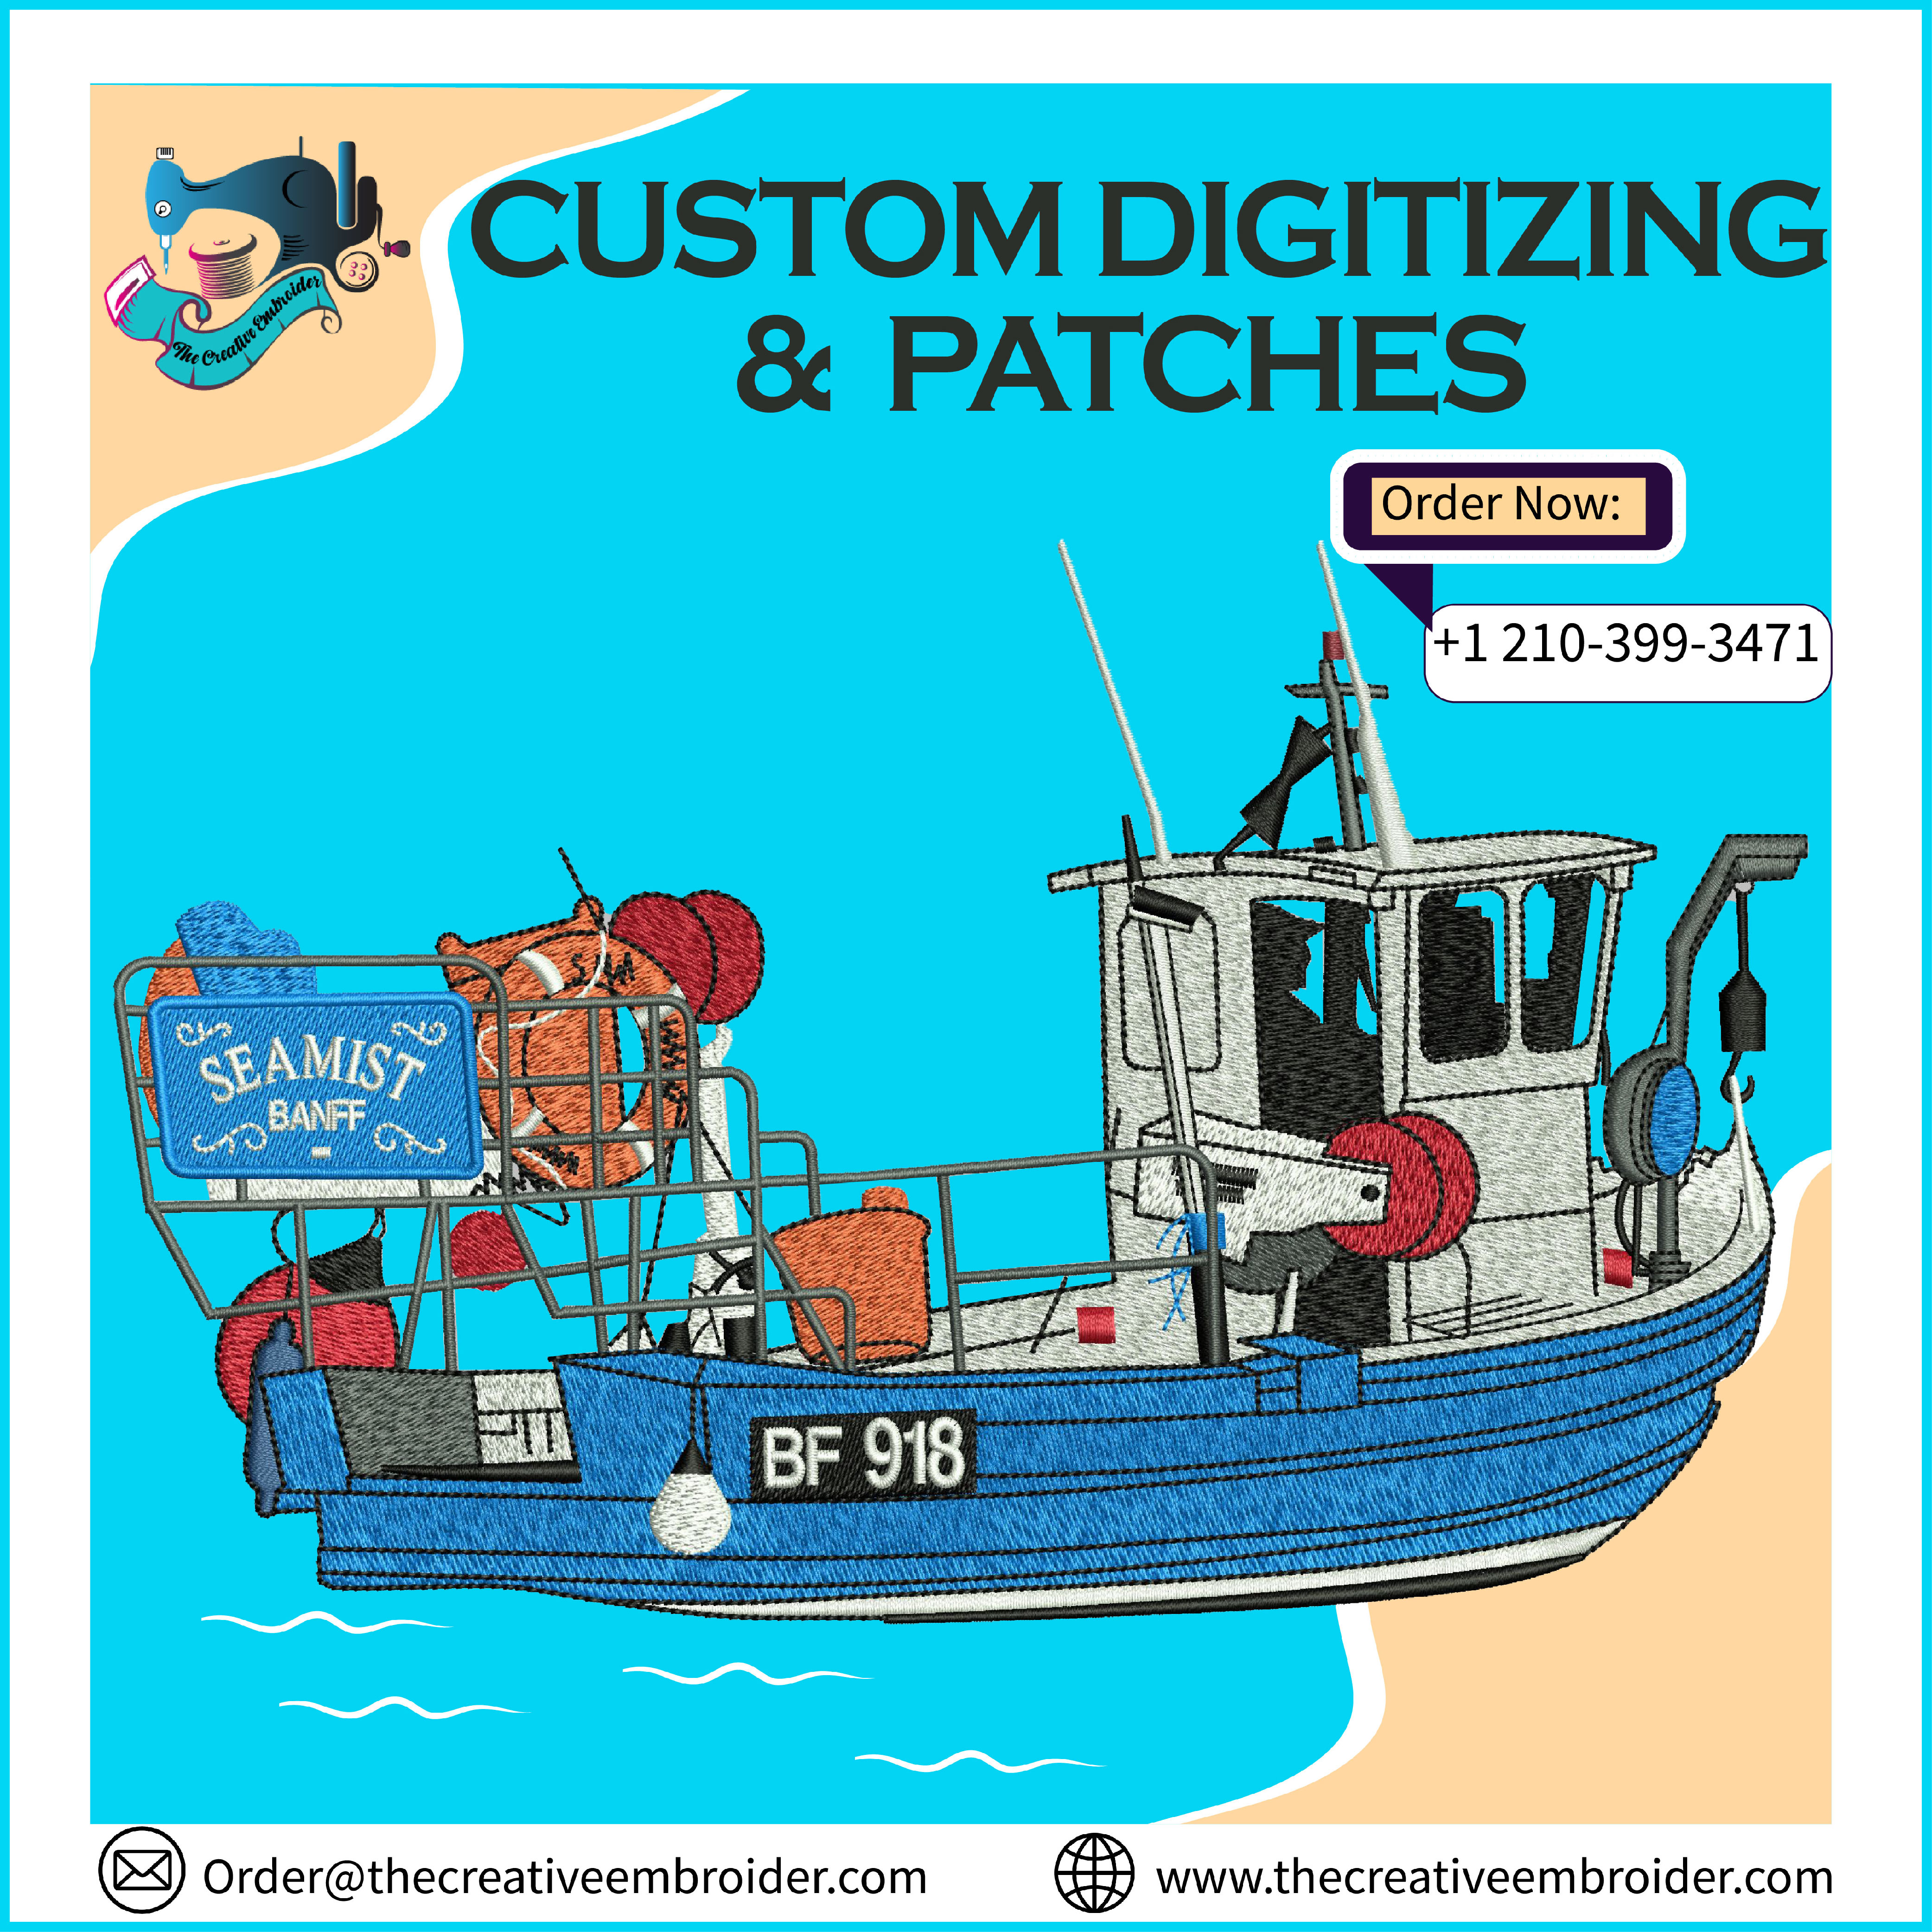 The Creative Embroider
CUSTOM DIGITIZING
& PATCHES
Order Now:
+1 210-399-3471
SEAMIST
BANFF
BF 918
Order@thecreativeembroider.com
www.thecreativeembroider.com